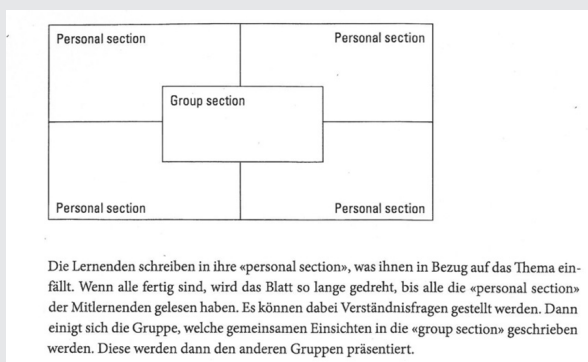 Personal section Personal section
Group section
Personal section Personal section
Die Lernenden schreiben in ihre «personal section», was ihnen in Bezug auf das Thema ein-
fällt. Wenn alle fertig sind, wird das Blatt so lange gedreht, bis alle die «personal section»
der Mitlernenden gelesen haben. Es können dabei Verständnisfragen gestellt werden. Dann
einigt sich die Gruppe, welche gemeinsamen Einsichten in die «group section» geschrieben
werden. Diese werden dann den anderen Gruppen präsentiert.